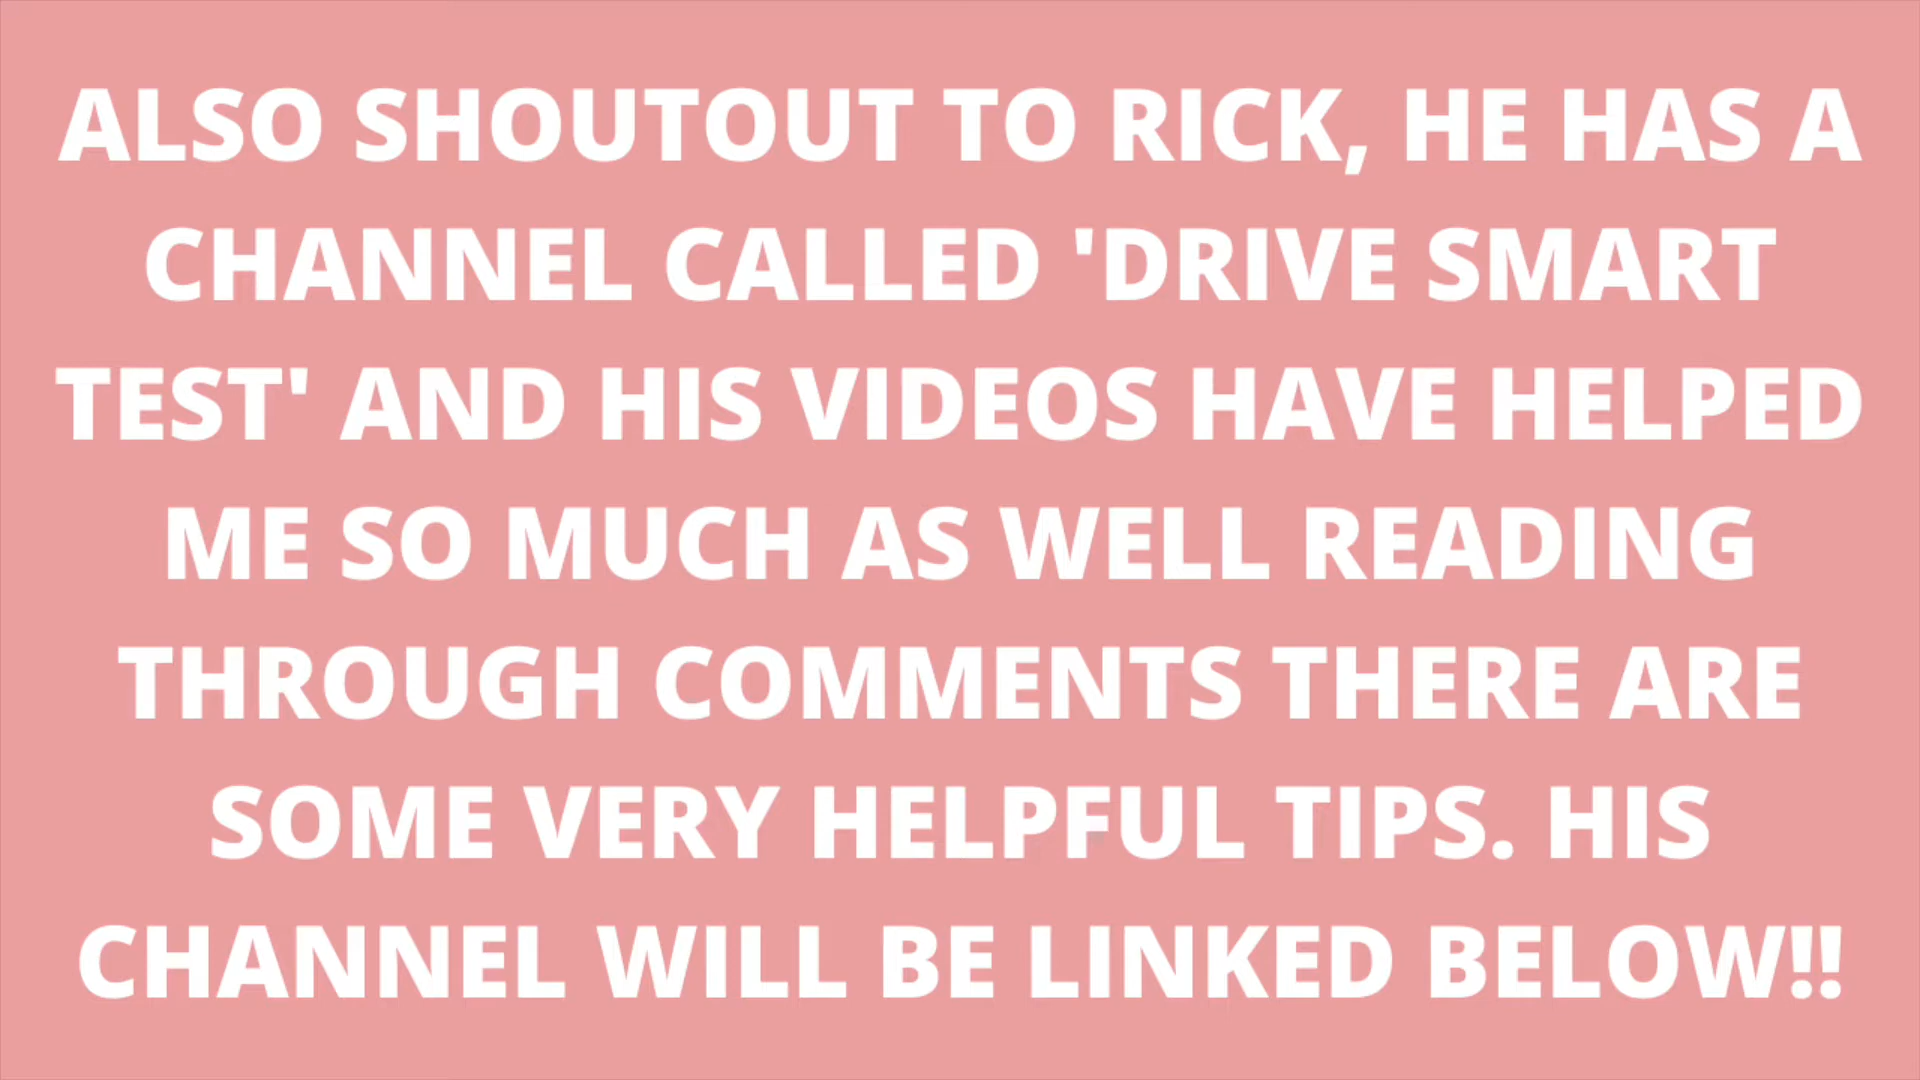 ALSO SHOUTOUT TO RICK, HE HAS A
CHANNEL CALLED 'DRIVE SMART
TEST' AND HIS VIDEOS HAVE HELPED
ME SO MUCH AS WELL READING
THROUGH COMMENTS THERE ARE
SOME VERY HELPFUL TIPS. HIS
CHANNEL WILL BE LINKED BELOW!!